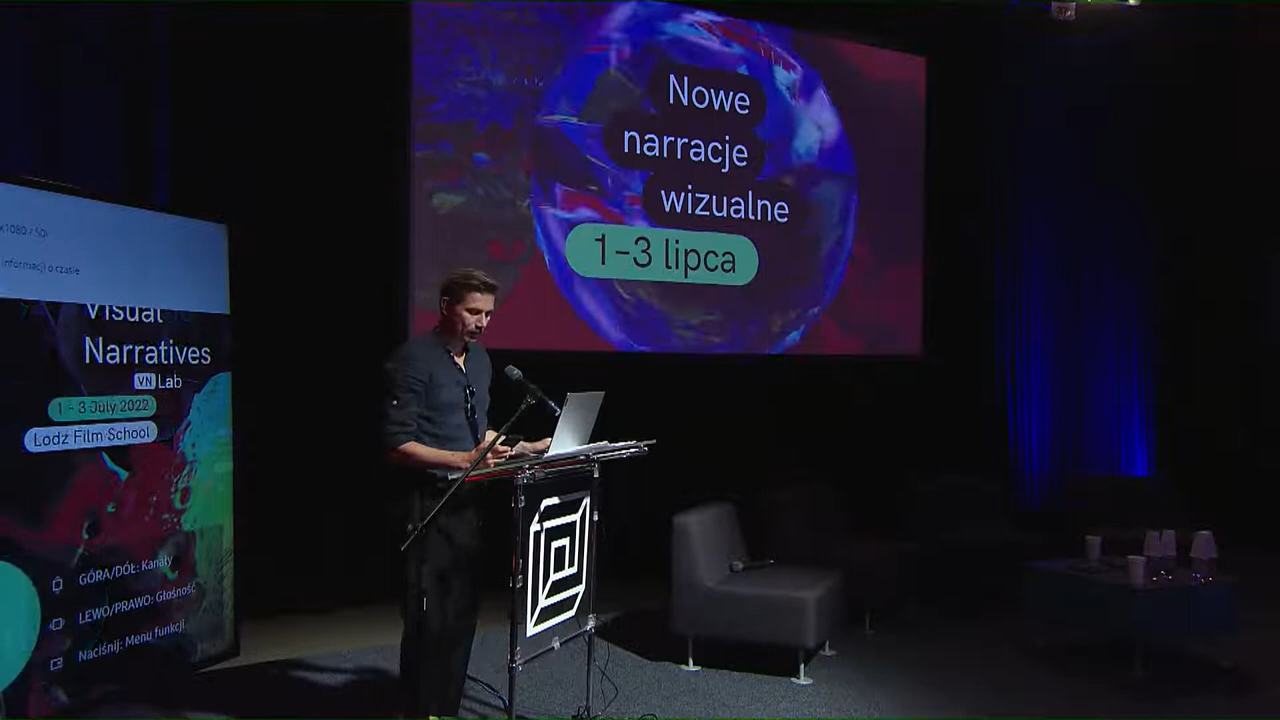 Nowe
narracje
wizualne
1-3 lipca
x1080 / 50i
informacji o czasie
Visual
Narratives
VN Lab
1 - 3 July 2022
Lodz Film School
GÓRA/DÓŁ: Kanały
LEWO/PRAWO: Głośność
Naciśnij: Menu funkcji